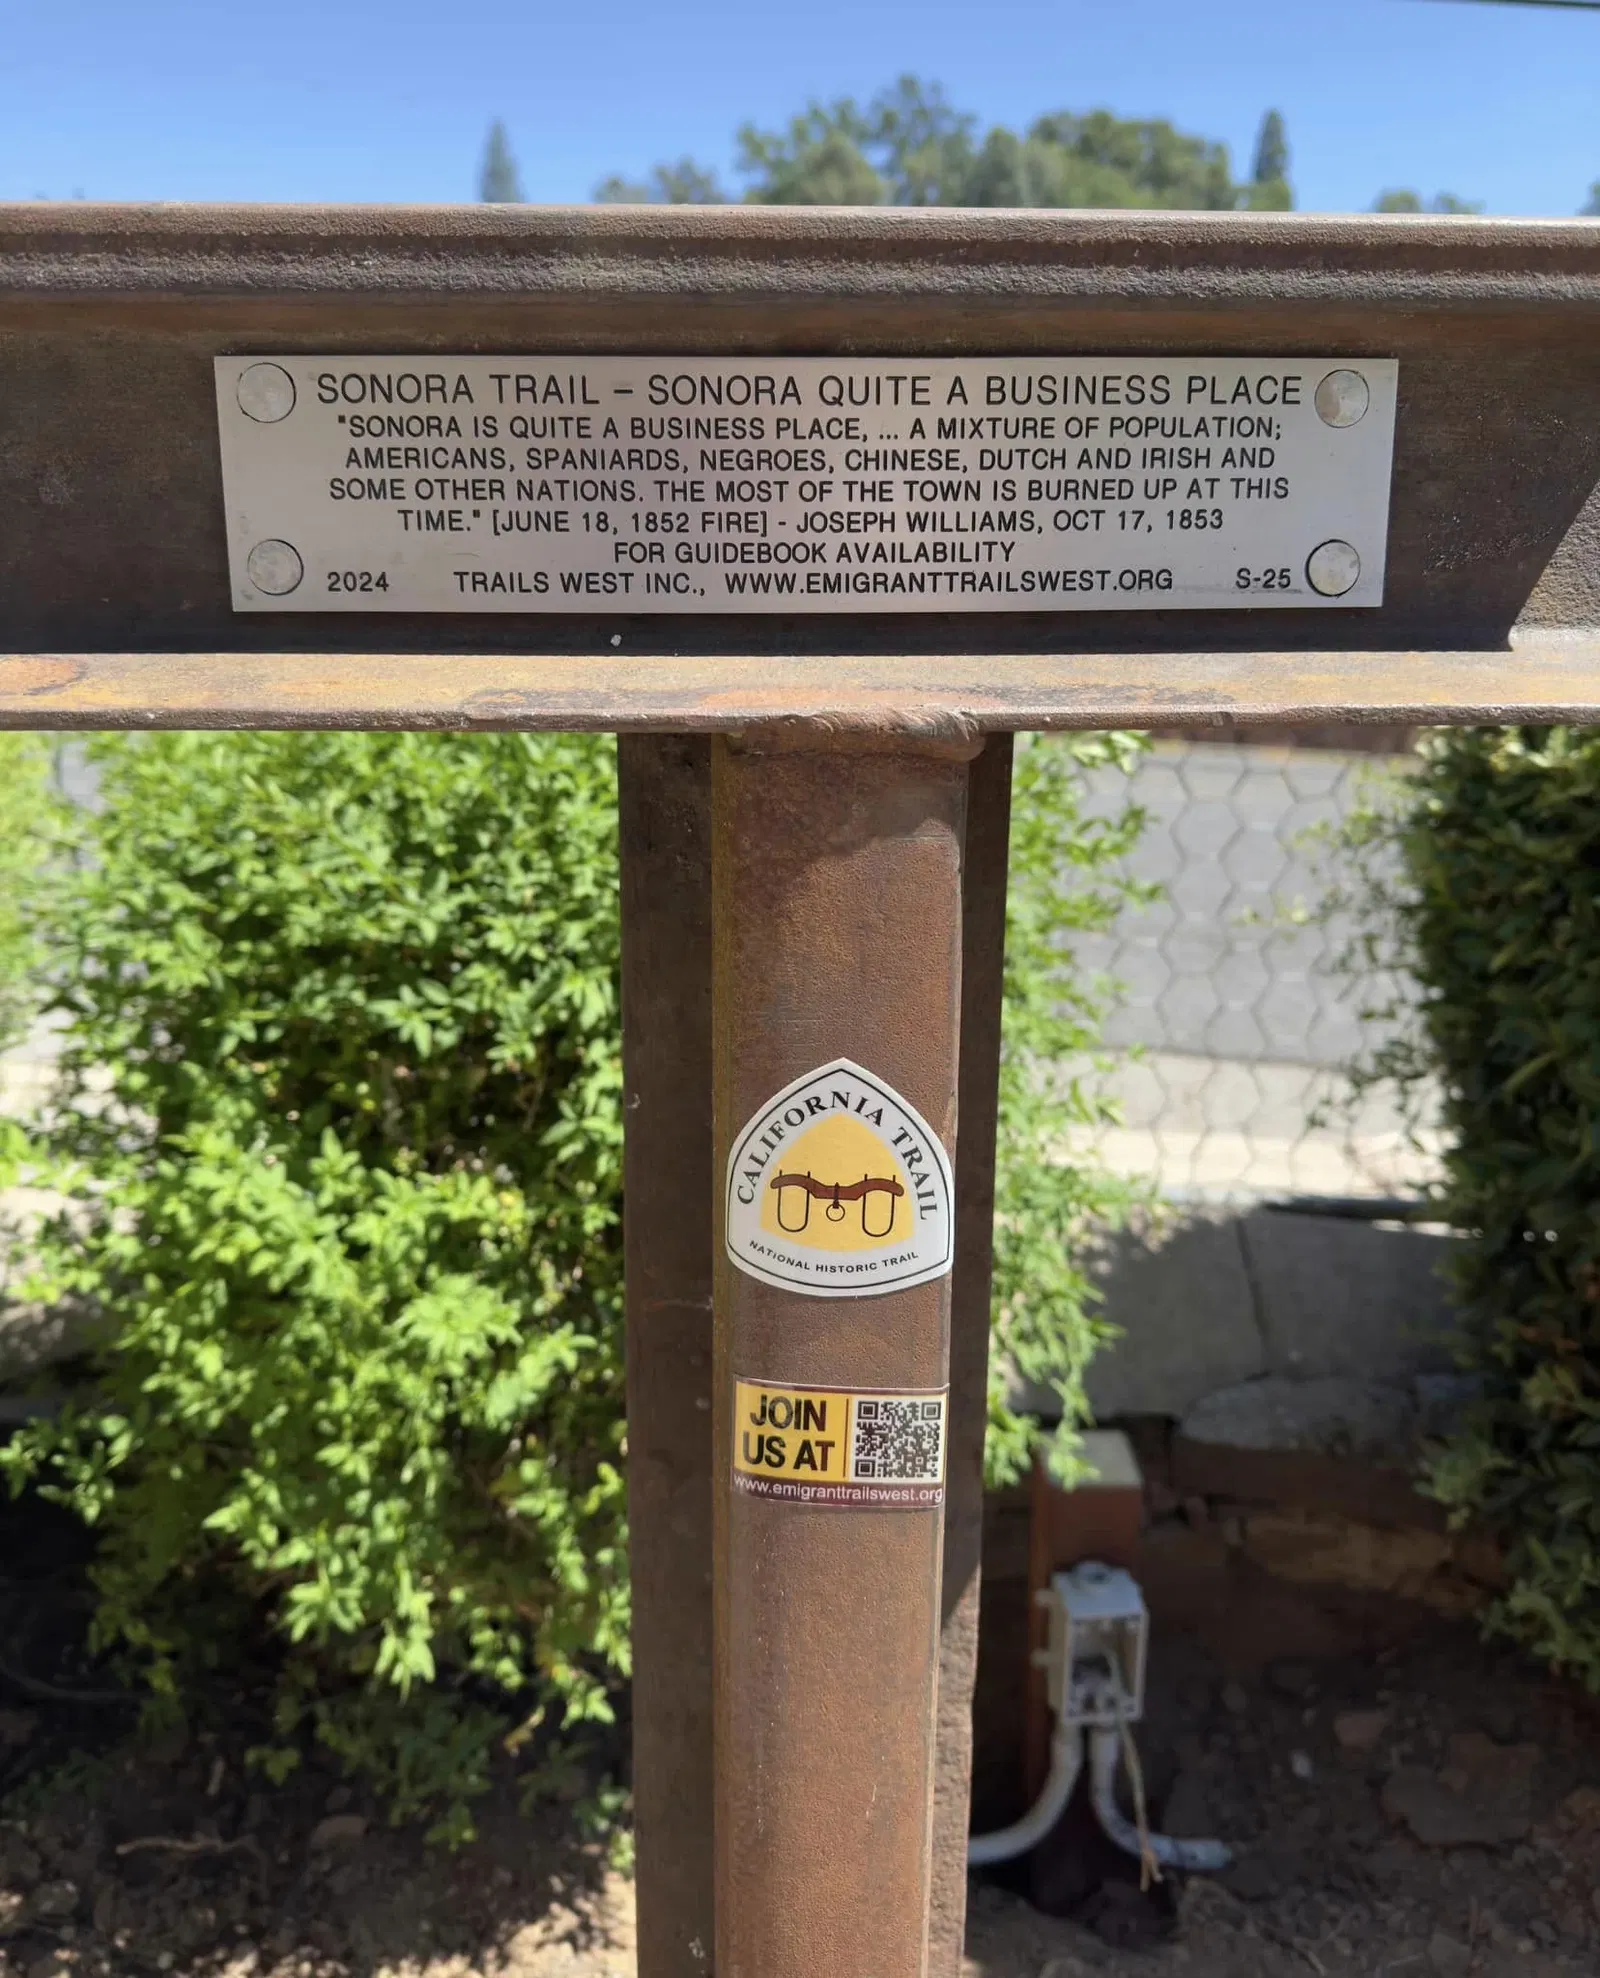 SONORA TRAIL – SONORA QUITE A BUSINESS PLACE
"SONORA IS QUITE A BUSINESS PLACE, ... A MIXTURE OF POPULATION;
AMERICANS, SPANIARDS, NEGROES, CHINESE, DUTCH AND IRISH AND
SOME OTHER NATIONS. THE MOST OF THE TOWN IS BURNED UP AT THIS
TIME." [JUNE 18, 1852 FIRE] - JOSEPH WILLIAMS, OCT 17, 1853
FOR GUIDEBOOK AVAILABILITY
2024 TRAILS WEST INC., WWW.EMIGRANTTRAILSWEST.ORG S-25
CALIFORNIA TRAIL
NATIONAL HISTORIC TRAIL
JOIN
US AT
www.emigranttrailswest.org